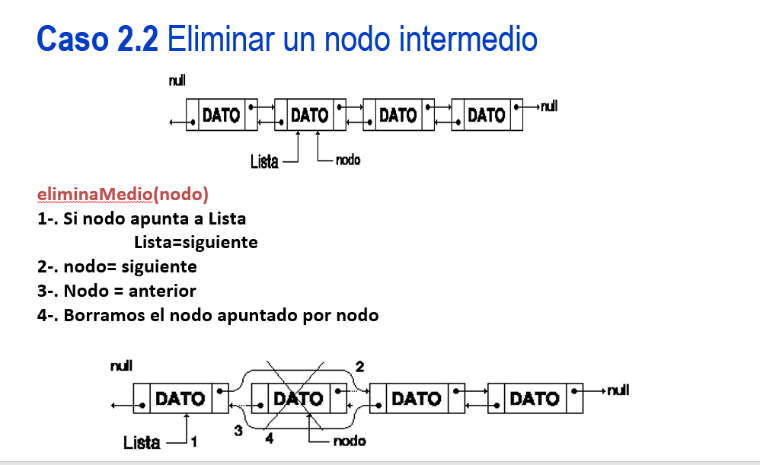 Caso 2.2 Eliminar un nodo intermedio
null
DATO DATO DATO DATO null
Lista nodo
eliminaMedio(nodo)
1-. Si nodo apunta a Lista
Lista=siguiente
2-. nodo= siguiente
3-. Nodo = anterior
4-. Borramos el nodo apuntado por nodo
null 2
DATO DATO DATO DATO null
Lista 1 3 4 nodo